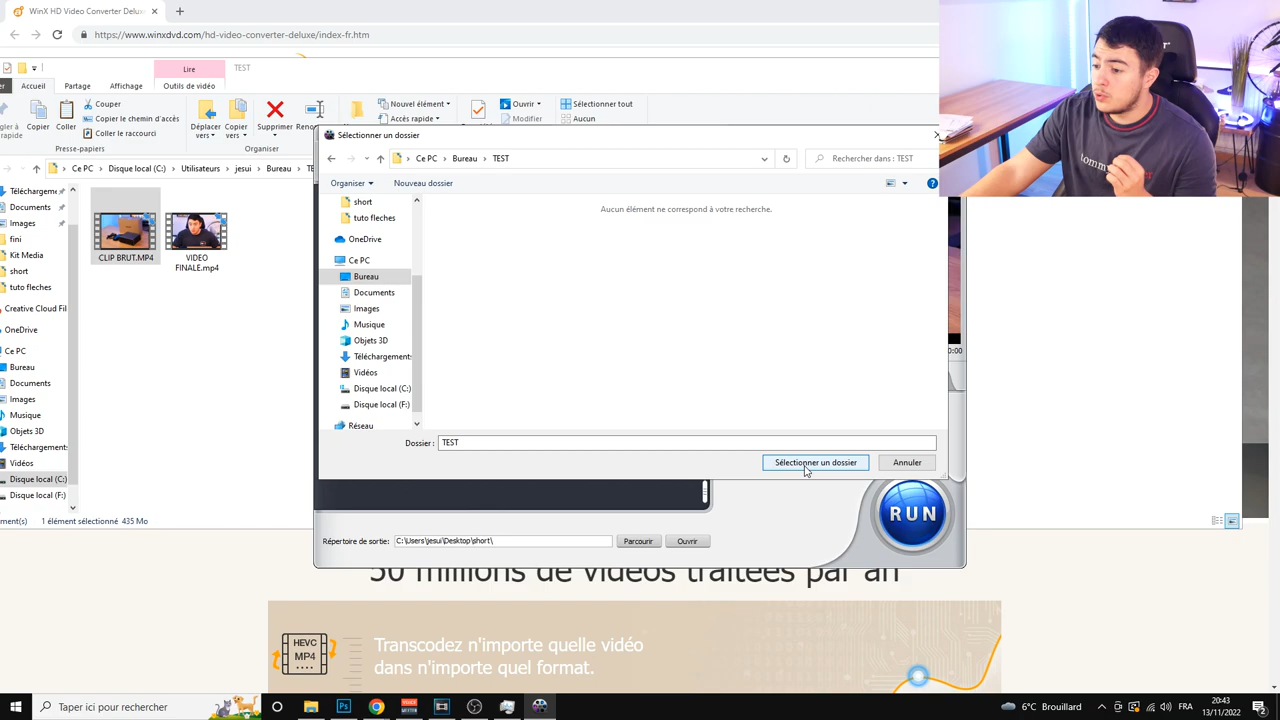 WinX HD Video Converter Delux
https://www.winxdvd.com/hd-video-converter-deluxe/index-fr.htm
Lire
TEST
Accueil
Partage
Affichage
Outils de vidéo
Copier
Coller
Couper
Copier le chemin d'accès
Coller le raccourci
Déplacer vers
Copier vers
Supprimer
Nouvel élément
Accès rapide
Ouvrir
Modifier
Sélectionner tout
Aucun
Presse-papiers
Organiser
Ce PC
Disque local (C:)
Utilisateurs
jesui
Bureau
Documents
Images
fini
Kit Media
short
tuto fleches
Creative Cloud Fil
OneDrive
Ce PC
Bureau
Documents
Images
Musique
Objets 3D
Téléchargement
Vidéos
Disque local (C:)
Disque local (F:)
1 élément sélectionné 435 Mo
CLIP BRUT.MP4
VIDEO
FINALE.mp4
Sélectionner un dossier
Ce PC
Bureau
TEST
Rechercher dans : TEST
Organiser
Nouveau dossier
short
tuto fleches
OneDrive
Ce PC
Bureau
Documents
Images
Musique
Objets 3D
Téléchargements
Vidéos
Disque local (C:)
Disque local (F:)
Réseau
Aucun élément ne correspond à votre recherche.
Dossier : TEST
Sélectionner un dossier
Annuler
RUN
Répertoire de sortie: C:\Users\jesui\Desktop\short\
Parcourir
Ouvrir
50 millions de vidéos traitées par an
HEVC
MP4
Transcodez n'importe quelle vidéo
dans n'importe quel format.
Taper ici pour rechercher
6°C Brouillard
FRA
20:43
13/11/2022